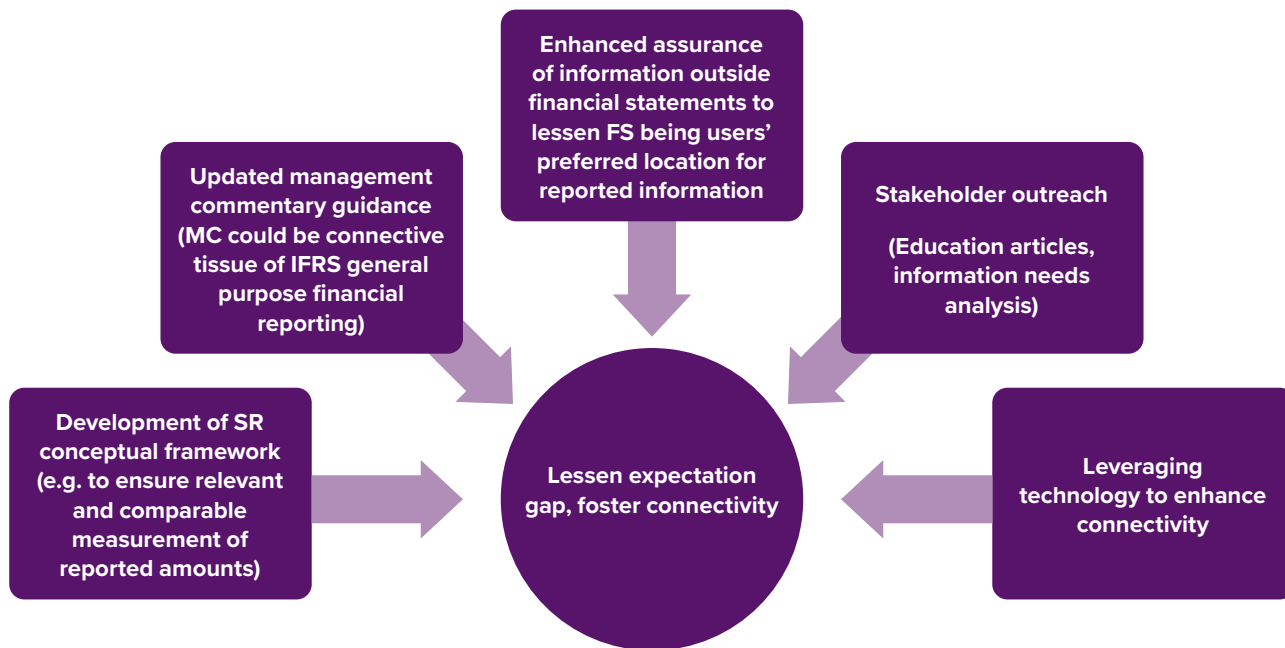 Enhanced assurance
of information outside
financial statements to
lessen FS being users’
preferred location for
reported information
Updated management
commentary guidance
(MC could be connective
tissue of IFRS general
purpose financial
reporting)
Stakeholder outreach
(Education articles,
information needs
analysis)
Development of SR
conceptual framework
(e.g. to ensure relevant
and comparable
measurement of
reported amounts)
Lessen expectation
gap, foster connectivity
Leveraging
technology to enhance
connectivity